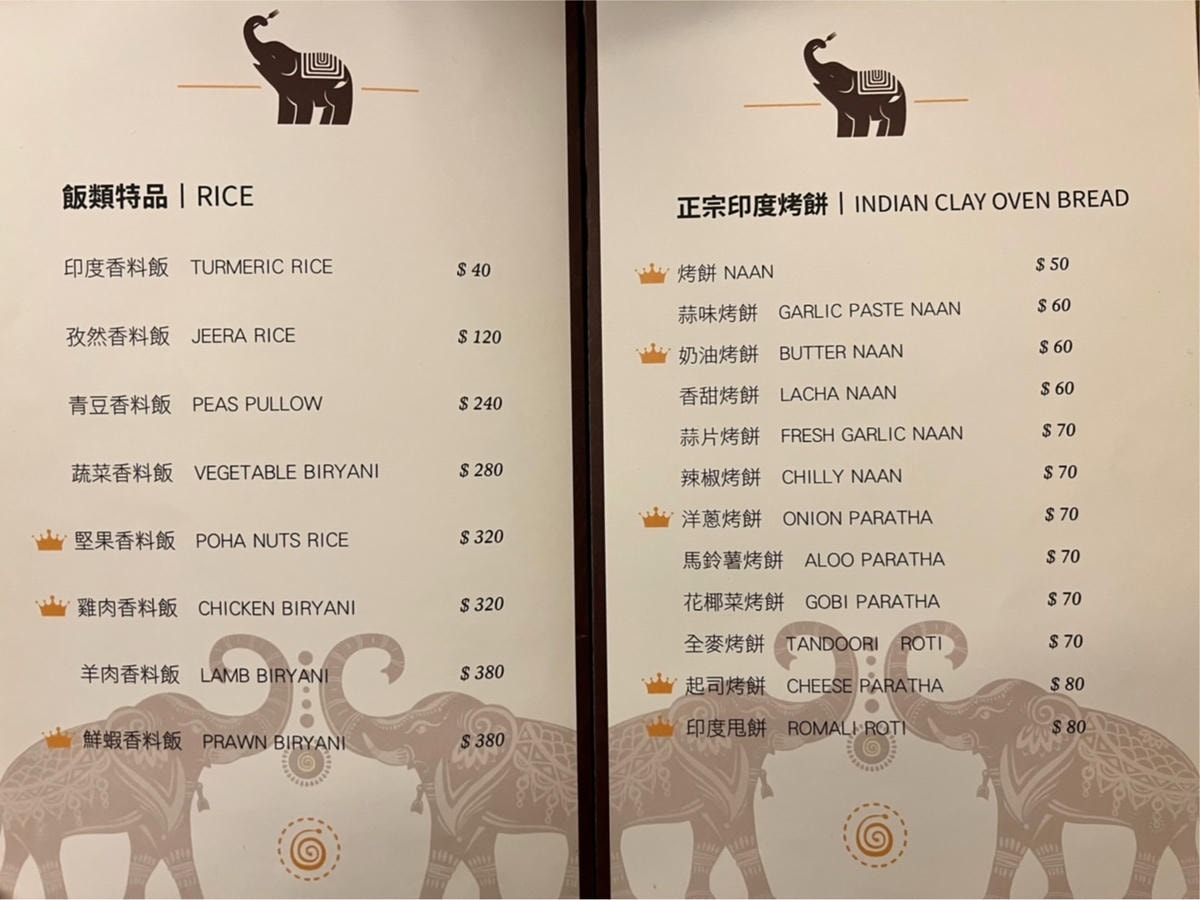 飯類特品 | RICE
印度香料飯 TURMERIC RICE $ 40
孜然香料飯 JEERA RICE $ 120
青豆香料飯 PEAS PULLOW $ 240
蔬菜香料飯 VEGETABLE BIRYANI $ 280
堅果香料飯 POHA NUTS RICE $ 320
雞肉香料飯 CHICKEN BIRYANI $ 320
羊肉香料飯 LAMB BIRYANI $ 380
鮮蝦香料飯 PRAWN BIRYANI $ 380
正宗印度烤餅 | INDIAN CLAY OVEN BREAD
烤餅 NAAN $ 50
蒜味烤餅 GARLIC PASTE NAAN $ 60
奶油烤餅 BUTTER NAAN $ 60
香甜烤餅 LACHA NAAN $ 60
蒜片烤餅 FRESH GARLIC NAAN $ 70
辣椒烤餅 CHILLY NAAN $ 70
洋蔥烤餅 ONION PARATHA $ 70
馬鈴薯烤餅 ALOO PARATHA $ 70
花椰菜烤餅 GOBI PARATHA $ 70
全麥烤餅 TANDOORI ROTI $ 70
起司烤餅 CHEESE PARATHA $ 80
印度甩餅 ROMALI ROTI $ 80